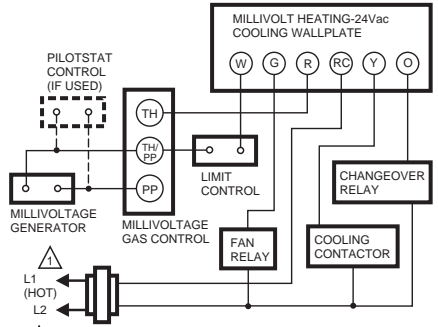 MILLIVOLT HEATING-24Vac
COOLING WALLPLATE
W G R RC Y O
PILOTSTAT
CONTROL
(IF USED)
TH
TH/
PP
PP
LIMIT
CONTROL
MILLIVOLTAGE
GENERATOR
MILLIVOLTAGE
GAS CONTROL
CHANGEOVER
RELAY
FAN
RELAY
COOLING
CONTACTOR
1
L1
(HOT)
L2